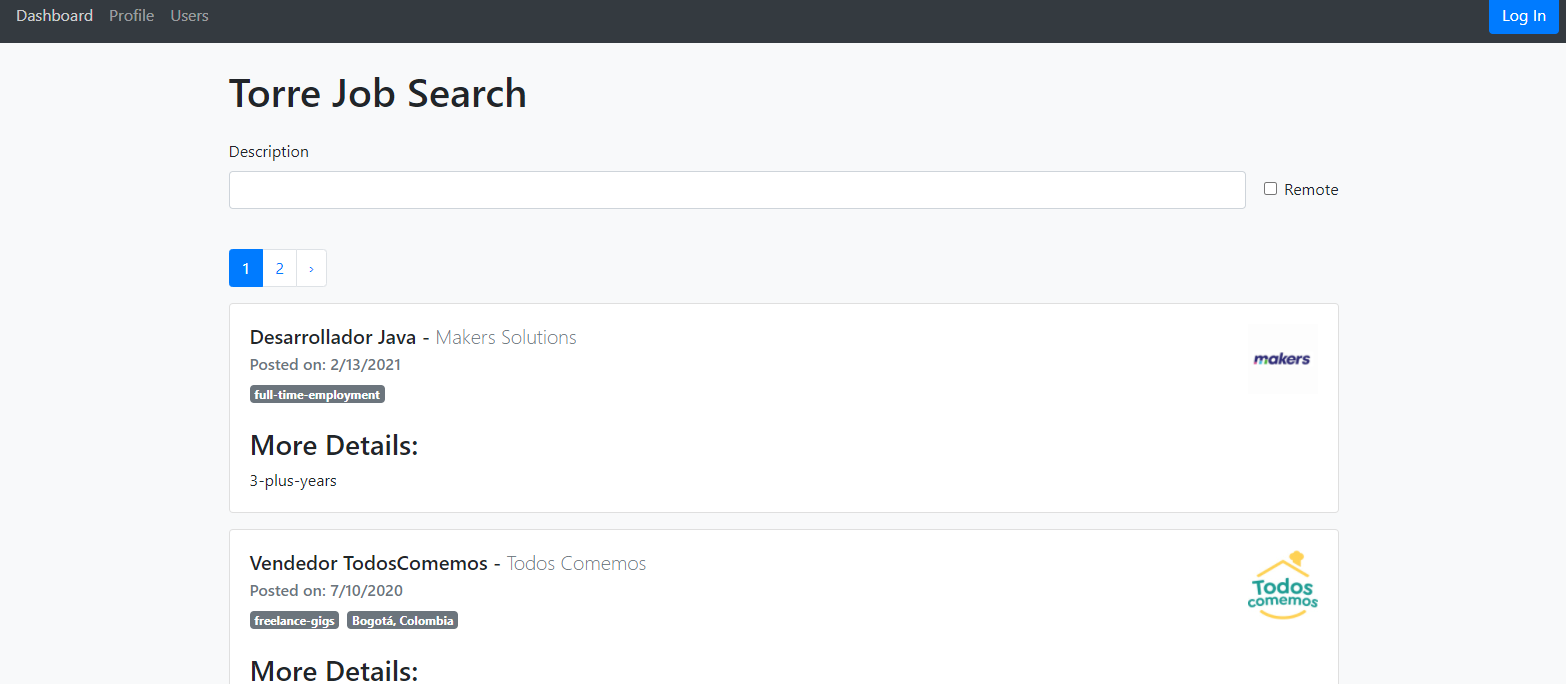 Dashboard Profile Users Log In
Torre Job Search
Description
Remote
1 2 ›
Desarrollador Java - Makers Solutions
makers
Posted on: 2/13/2021
full-time-employment
More Details:
3-plus-years
Vendedor TodosComemos - Todos Comemos
Todos
comemos
Posted on: 7/10/2020
freelance-gigs Bogotá, Colombia
More Details: